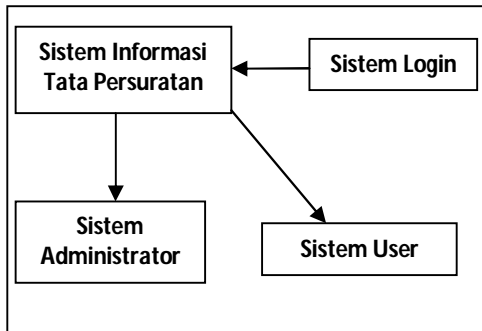 Sistem Informasi
Tata Persuratan
Sistem Login
Sistem
Administrator
Sistem User